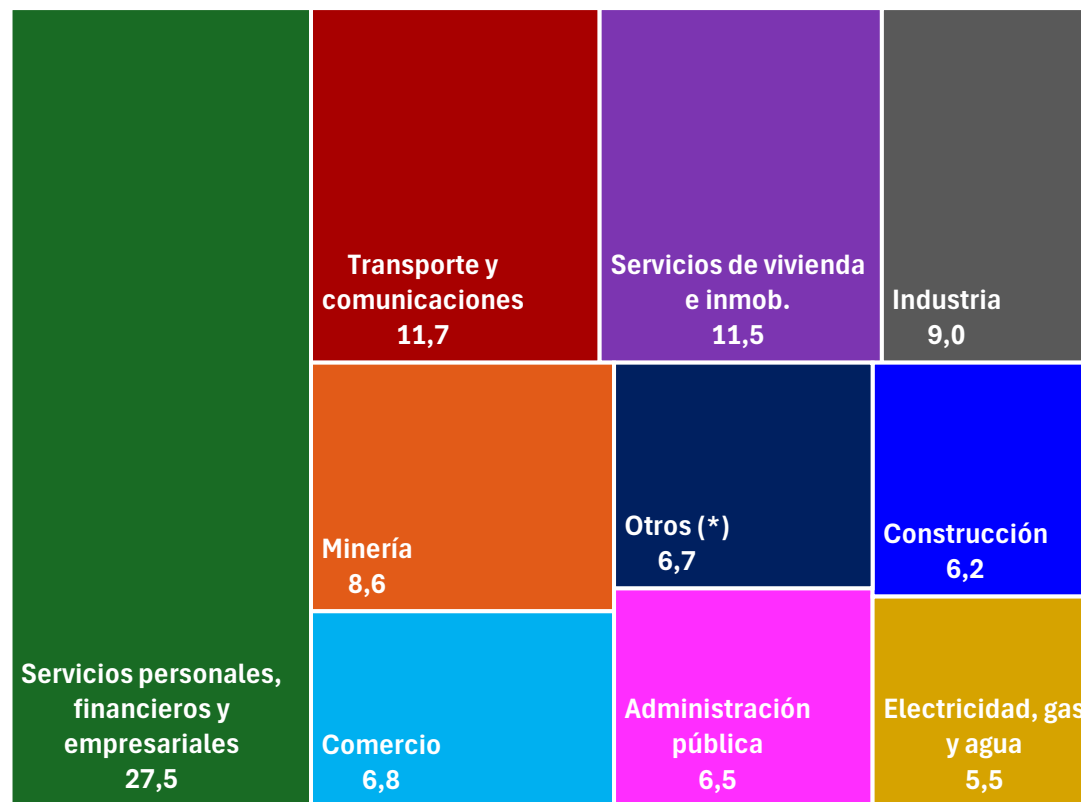 Transporte y
comunicaciones
11,7
Servicios de vivienda
e inmob.
11,5
Industria
9,0
Minería
8,6
Otros (*)
6,7
Construcción
6,2
Servicios personales,
financieros y
empresariales
27,5
Comercio
6,8
Administración
pública
6,5
Electricidad, gas
y agua
5,5